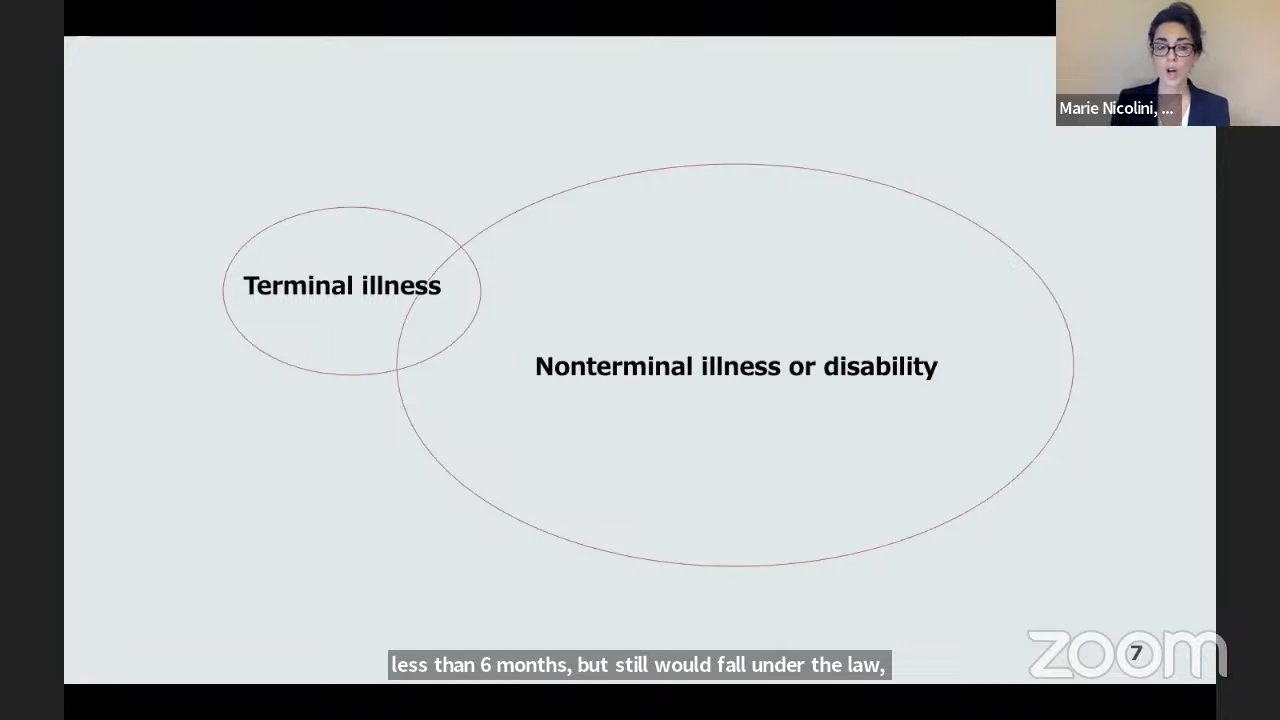 Marie Nicolini, ...
Terminal illness
Nonterminal illness or disability
less than 6 months, but still would fall under the law,
zoom
7